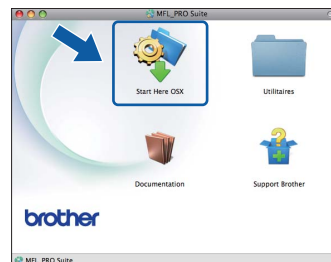 MFL_PRO Suite
Start Here OSX
Utilitaires
Documentation
Support Brother
brother
MFL_PRO Suite